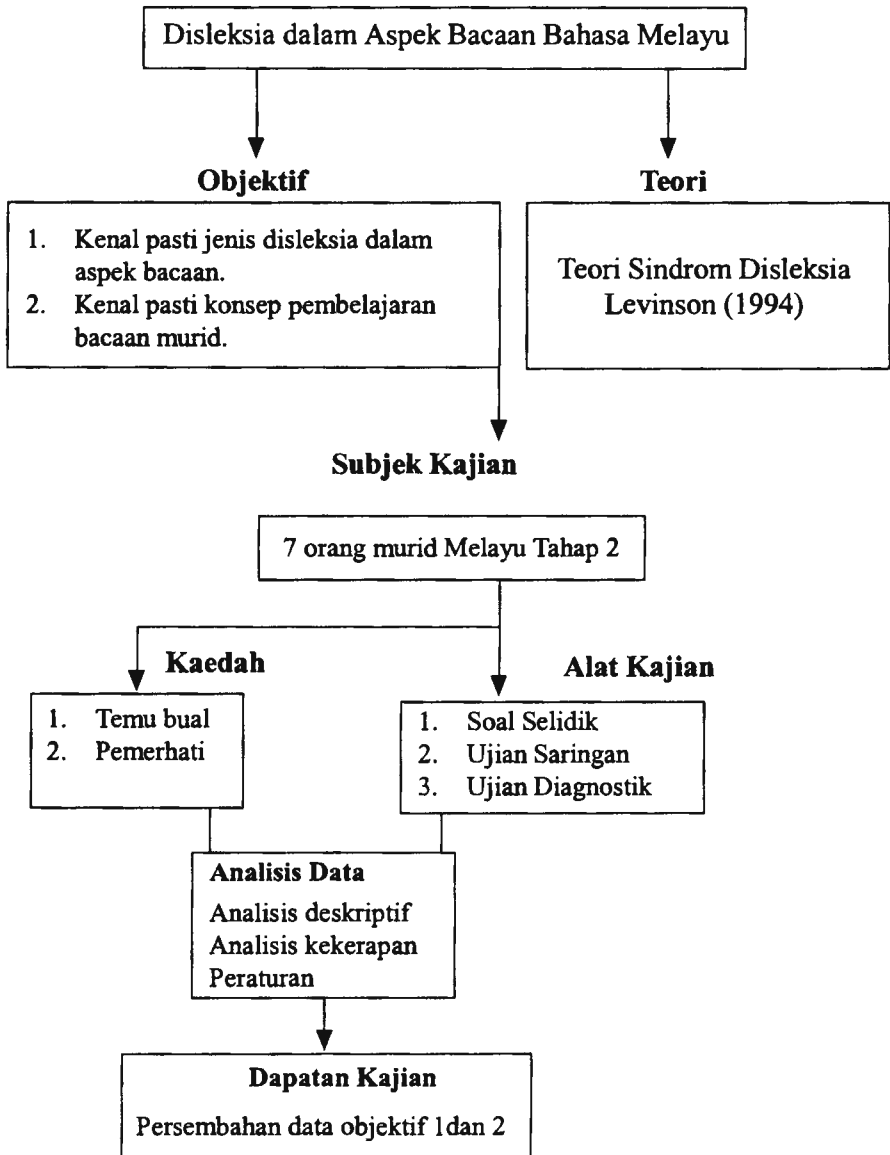 Disleksia dalam Aspek Bacaan Bahasa Melayu
Objektif
1. Kenal pasti jenis disleksia dalam
aspek bacaan.
2. Kenal pasti konsep pembelajaran
bacaan murid.
Teori
Teori Sindrom Disleksia
Levinson (1994)
Subjek Kajian
7 orang murid Melayu Tahap 2
Kaedah
1. Temu bual
2. Pemerhati
Alat Kajian
1. Soal Selidik
2. Ujian Saringan
3. Ujian Diagnostik
Analisis Data
Analisis deskriptif
Analisis kekerapan
Peraturan
Dapatan Kajian
Persembahan data objektif 1dan 2